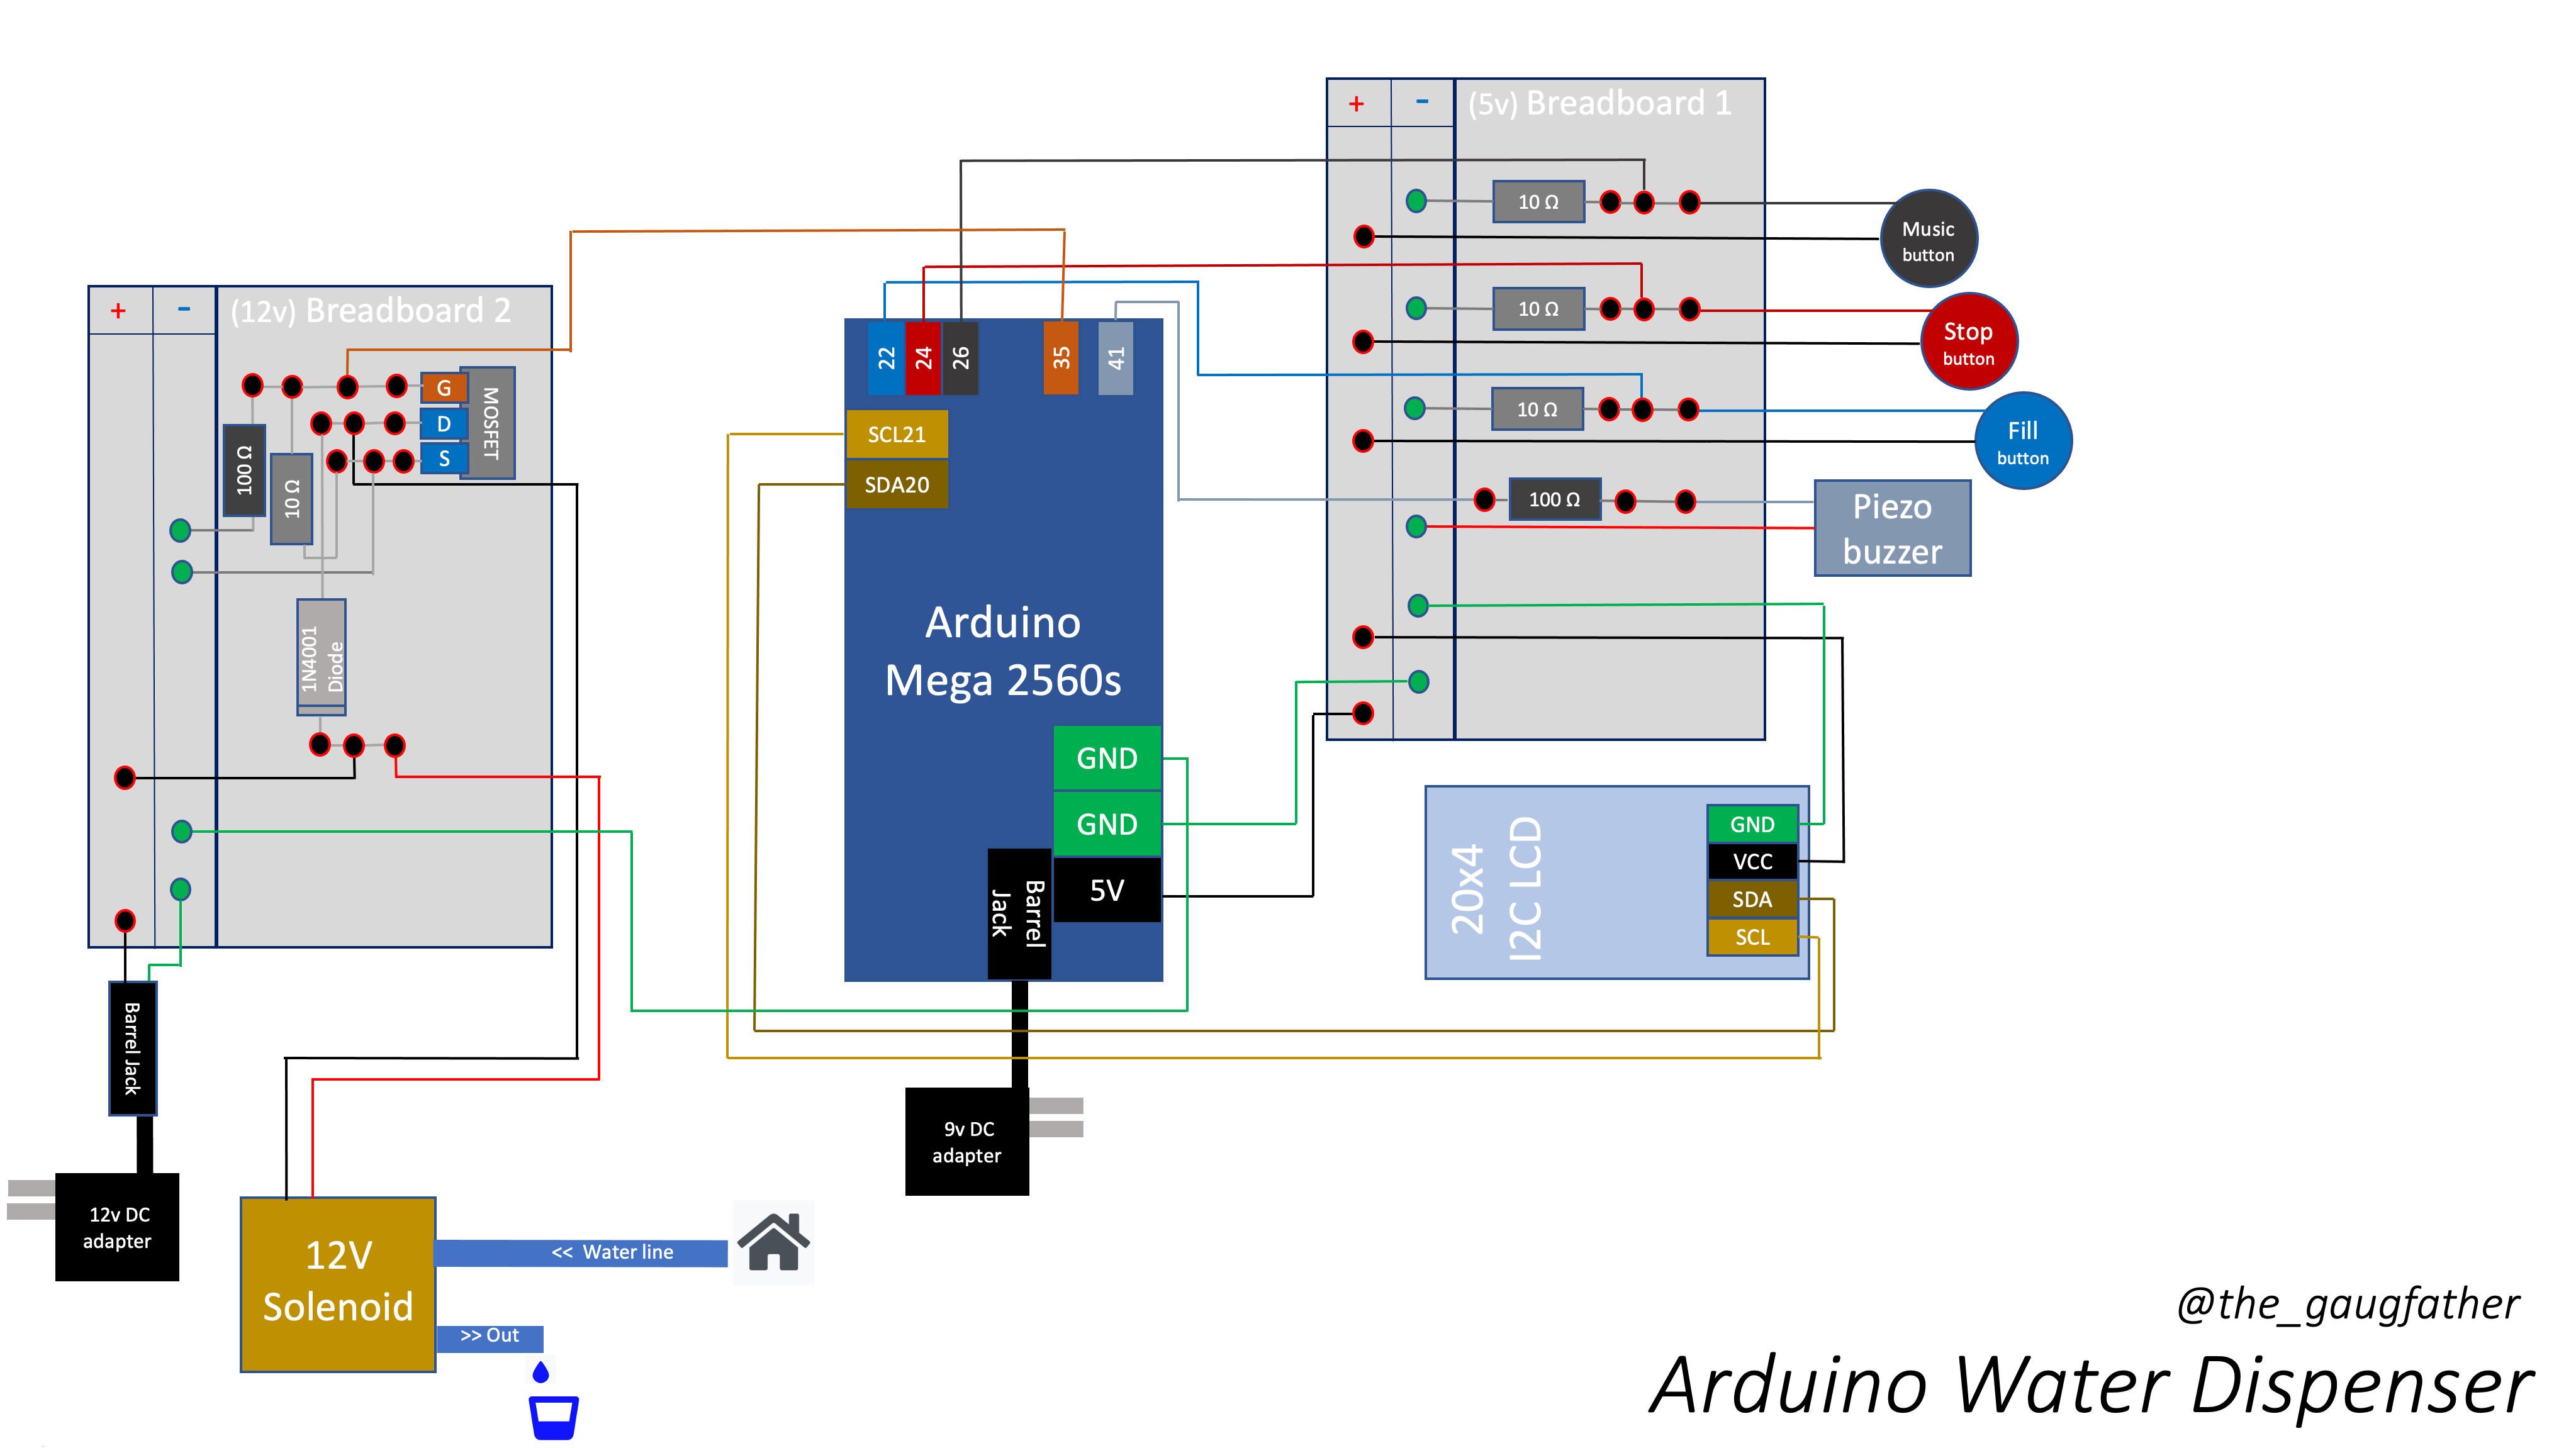 +
-
(5v) Breadboard 1
10 Ω
Music
button
10 Ω
Stop
button
10 Ω
Fill
button
100 Ω
Piezo
buzzer
+
-
(12v) Breadboard 2
G
D
S
MOSFET
100 Ω
10 Ω
1N4001
Diode
22
24
26
35
41
SCL21
SDA20
Arduino
Mega 2560s
GND
GND
5V
Barrel
Jack
20x4
I2C LCD
GND
VCC
SDA
SCL
Barrel Jack
12v DC
adapter
9v DC
adapter
12V
Solenoid
<< Water line
>> Out
@the_gaugfather
Arduino Water Dispenser